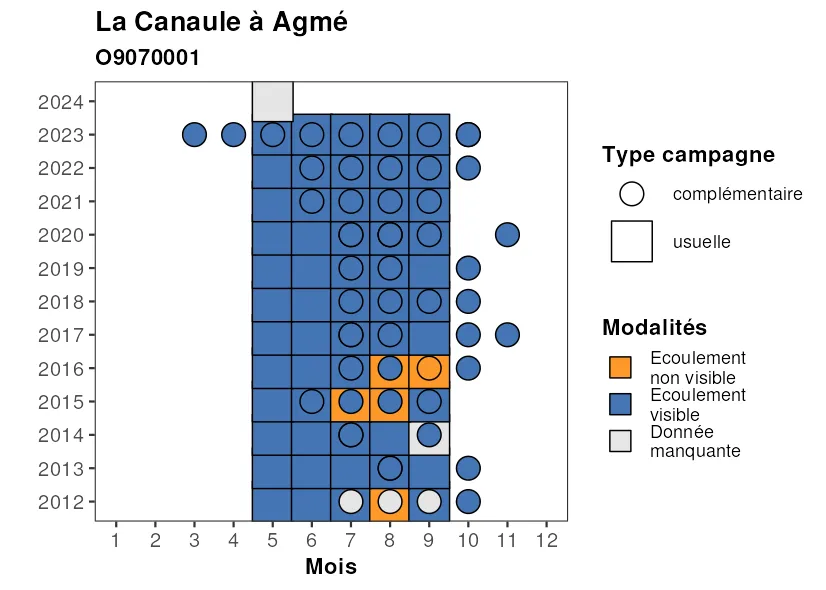 La Canaule à Agmé
O9070001
2024
2023
2022
2021
2020
2019
2018
2017
2016
2015
2014
2013
2012
1 2 3 4 5 6 7 8 9 10 11 12
Mois
Type campagne
complémentaire
usuelle
Modalités
Ecoulement
non visible
Ecoulement
visible
Donnée
manquante